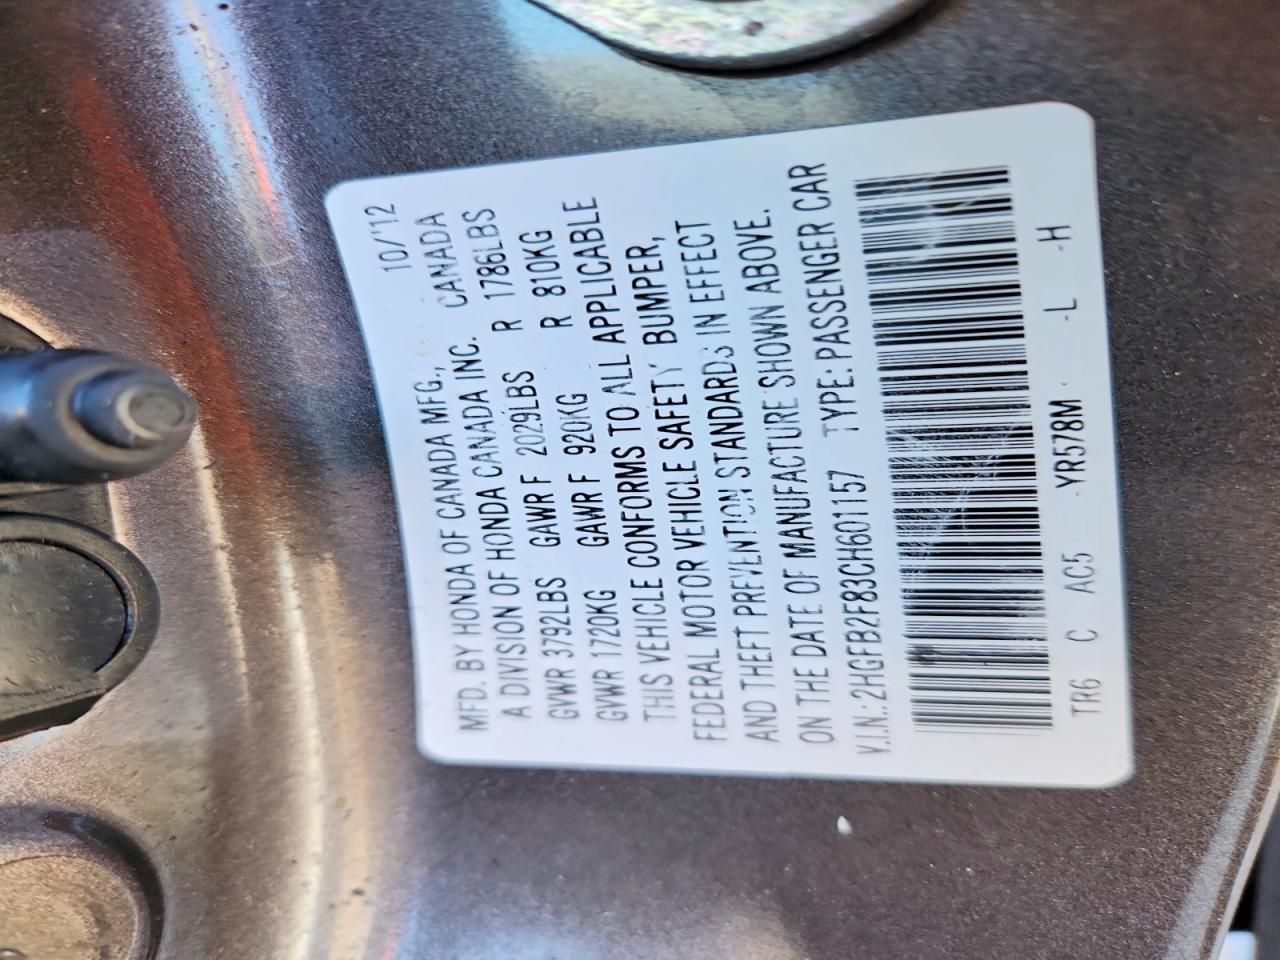 10/'12
MFD. BY HONDA OF CANADA MFG.,
A DIVISION OF HONDA CANADA INC. CANADA
GVWR 3792LBS GAWR F 2029LBS R 1786LBS
GVWR 1720KG GAWR F 920KG R 810KG
THIS VEHICLE CONFORMS TO ALL APPLICABLE
FEDERAL MOTOR VEHICLE SAFETY BUMPER,
AND THEFT PREVENTION STANDARDS IN EFFECT
ON THE DATE OF MANUFACTURE SHOWN ABOVE.
V.I.N.: 2HGFB2F83CH601157 TYPE: PASSENGER CAR
TR6 C AC5 YR578M -L -H